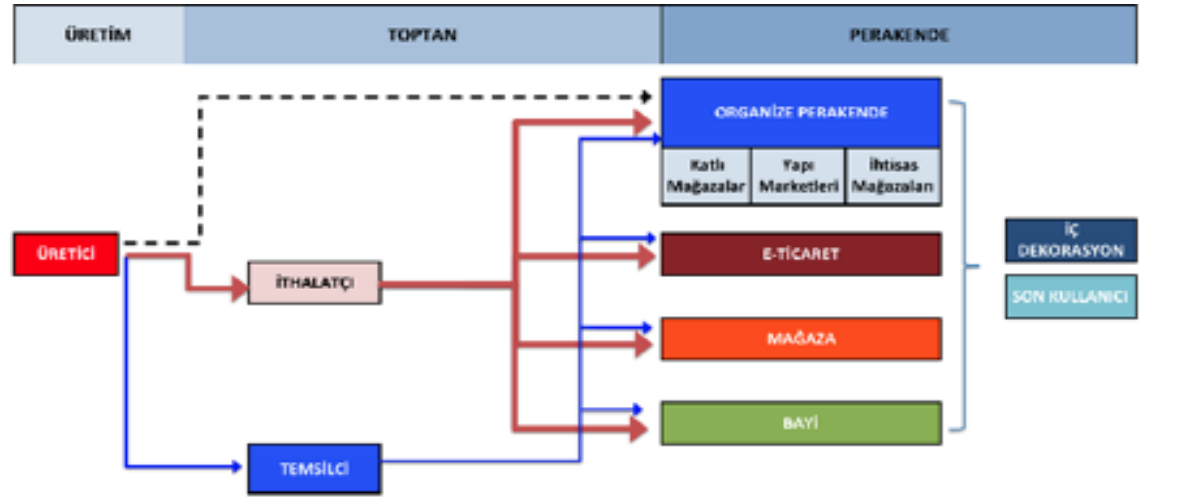 ÜRETİM
TOPTAN
PERAKENDE
ORGANİZE PERAKENDE
Katlı
Mağazalar
Yapı
Marketleri
İhtisas
Mağazaları
ÜRETİCİ
İTHALATÇI
E-TİCARET
İÇ
DEKORASYON
SON KULLANICI
MAĞAZA
BAYİ
TEMSİLCİ